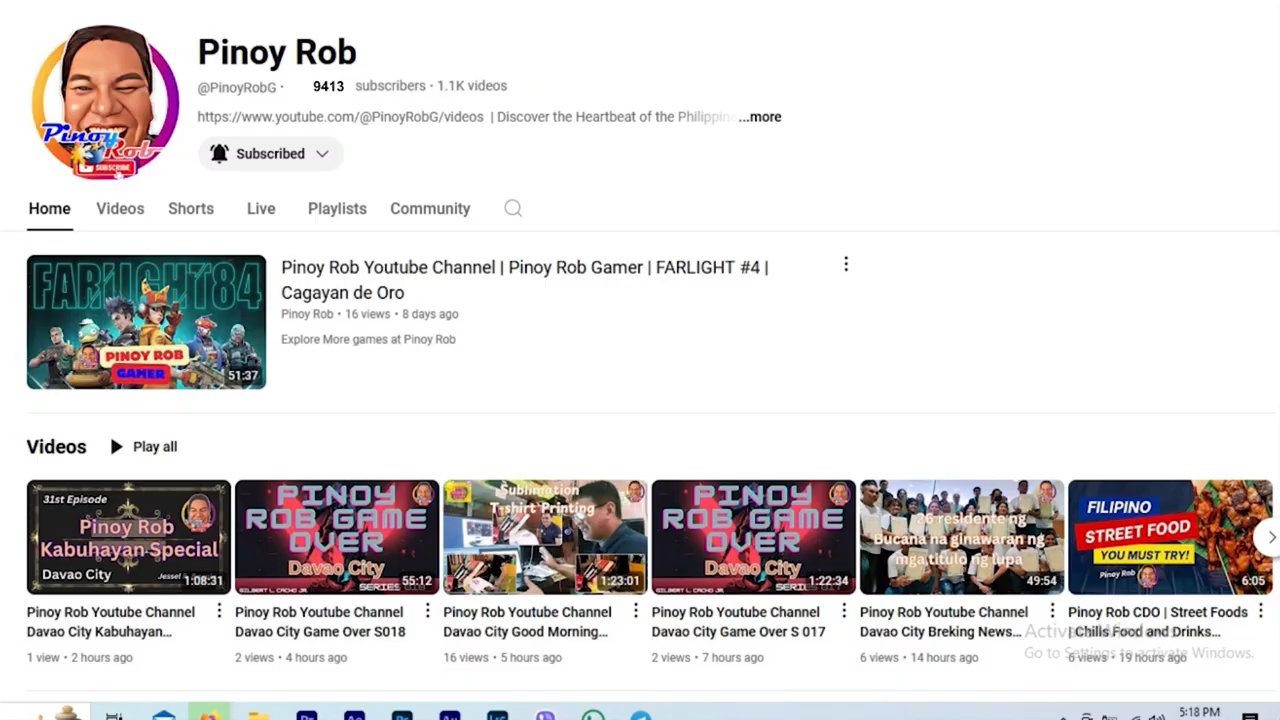 Pinoy Rob
@PinoyRobG · 9413 subscribers · 1.1K videos
https://www.youtube.com/@PinoyRobG/videos | Discover the Heartbeat of the Philippin ...more
Pinoy
Rob
SUBSCRIBE
Subscribed
Home Videos Shorts Live Playlists Community
FARLIGHT84
PINOY ROB
GAMER
51:37
Pinoy Rob Youtube Channel | Pinoy Rob Gamer | FARLIGHT #4 |
Cagayan de Oro
Pinoy Rob · 16 views · 8 days ago
Explore More games at Pinoy Rob
Videos Play all
31st Episode
Pinoy Rob
Kabuhayan Special
Davao City
1:08:31
PINOY
ROB GAME
OVER
Davao City
55:12
SERIES
GILBERT L. CACHO JR.
Sublimation
T-shirt Printing
1:23:01
PINOY
ROB GAME
OVER
Davao City
1:22:34
SERIES
GILBERT L. CACHO JR.
26 residente ng
Bucana na ginawaran ng
mga titulo ng lupa
49:54
FILIPINO
STREET FOOD
YOU MUST TRY!
Pinoy Rob
6:05
Pinoy Rob Youtube Channel
Davao City Kabuhayan...
1 view · 2 hours ago
Pinoy Rob Youtube Channel
Davao City Game Over S018
2 views · 4 hours ago
Pinoy Rob Youtube Channel
Davao City Good Morning...
16 views · 5 hours ago
Pinoy Rob Youtube Channel
Davao City Game Over S 017
2 views · 7 hours ago
Pinoy Rob Youtube Channel
Davao City Breking News...
6 views · 14 hours ago
Pinoy Rob CDO | Street Foods
| Chills Food and Drinks...
6 views · 19 hours ago
Activate Windows
Go to Settings to activate Windows.
5:18 PM